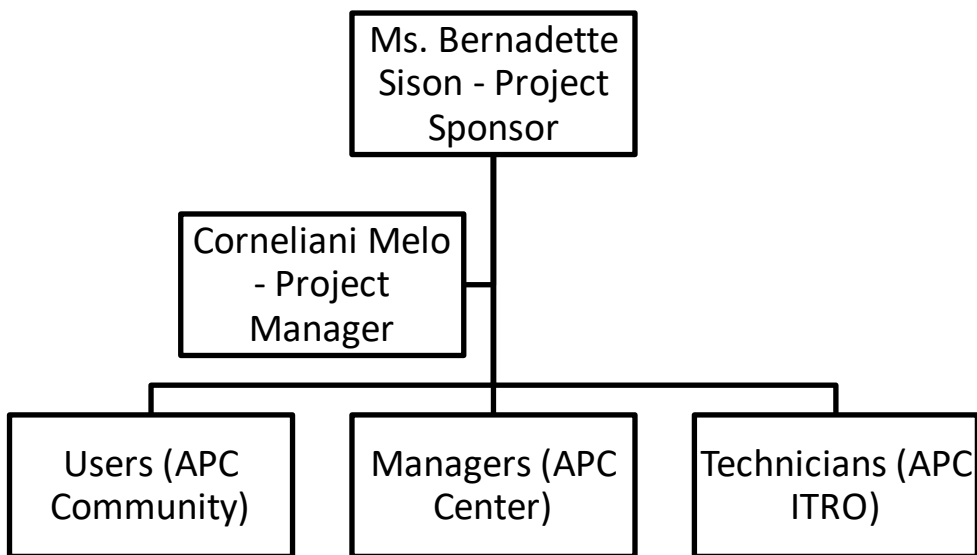 Ms. Bernadette
Sison - Project
Sponsor
Corneliani Melo
- Project
Manager
Users (APC
Community)
Managers (APC
Center)
Technicians (APC
ITRO)